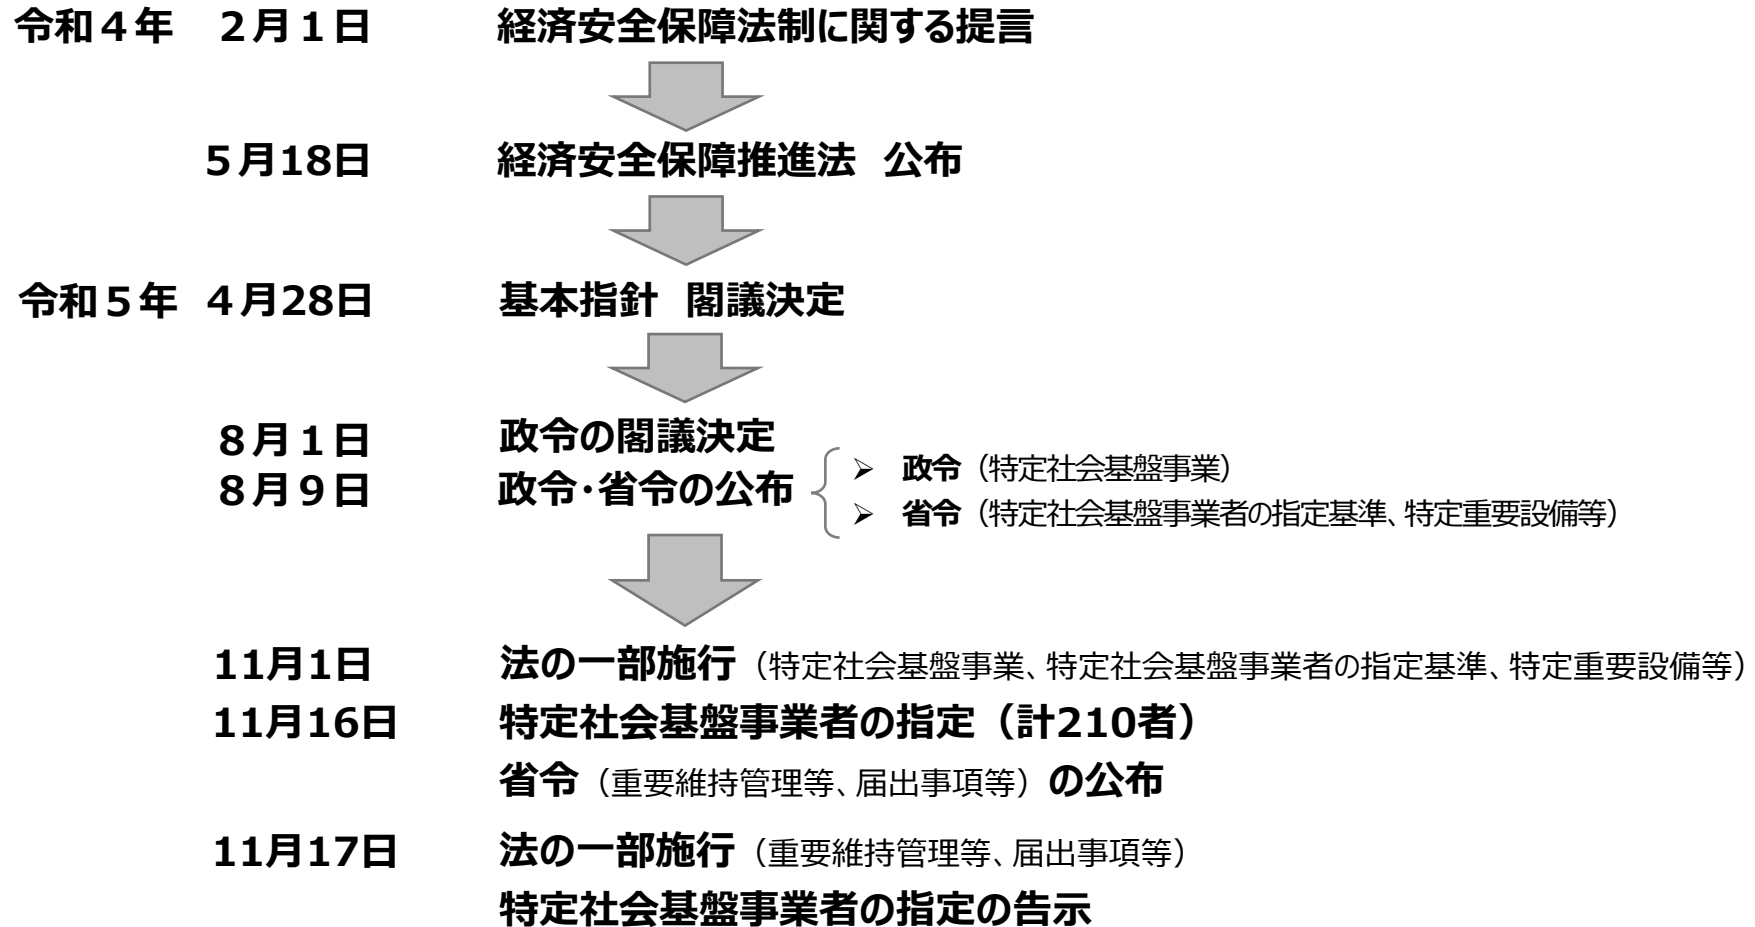 令和４年　２月１日　経済安全保障法制に関する提言
５月18日　経済安全保障推進法　公布
令和５年　４月28日　基本指針　閣議決定
８月１日　政令の閣議決定
８月９日　政令･省令の公布
➢ 政令（特定社会基盤事業）
➢ 省令（特定社会基盤事業者の指定基準、特定重要設備等）
11月1日　法の一部施行（特定社会基盤事業、特定社会基盤事業者の指定基準、特定重要設備等）
11月16日　特定社会基盤事業者の指定（計210者）
省令（重要維持管理等、届出事項等）の公布
11月17日　法の一部施行（重要維持管理等、届出事項等）
特定社会基盤事業者の指定の告示